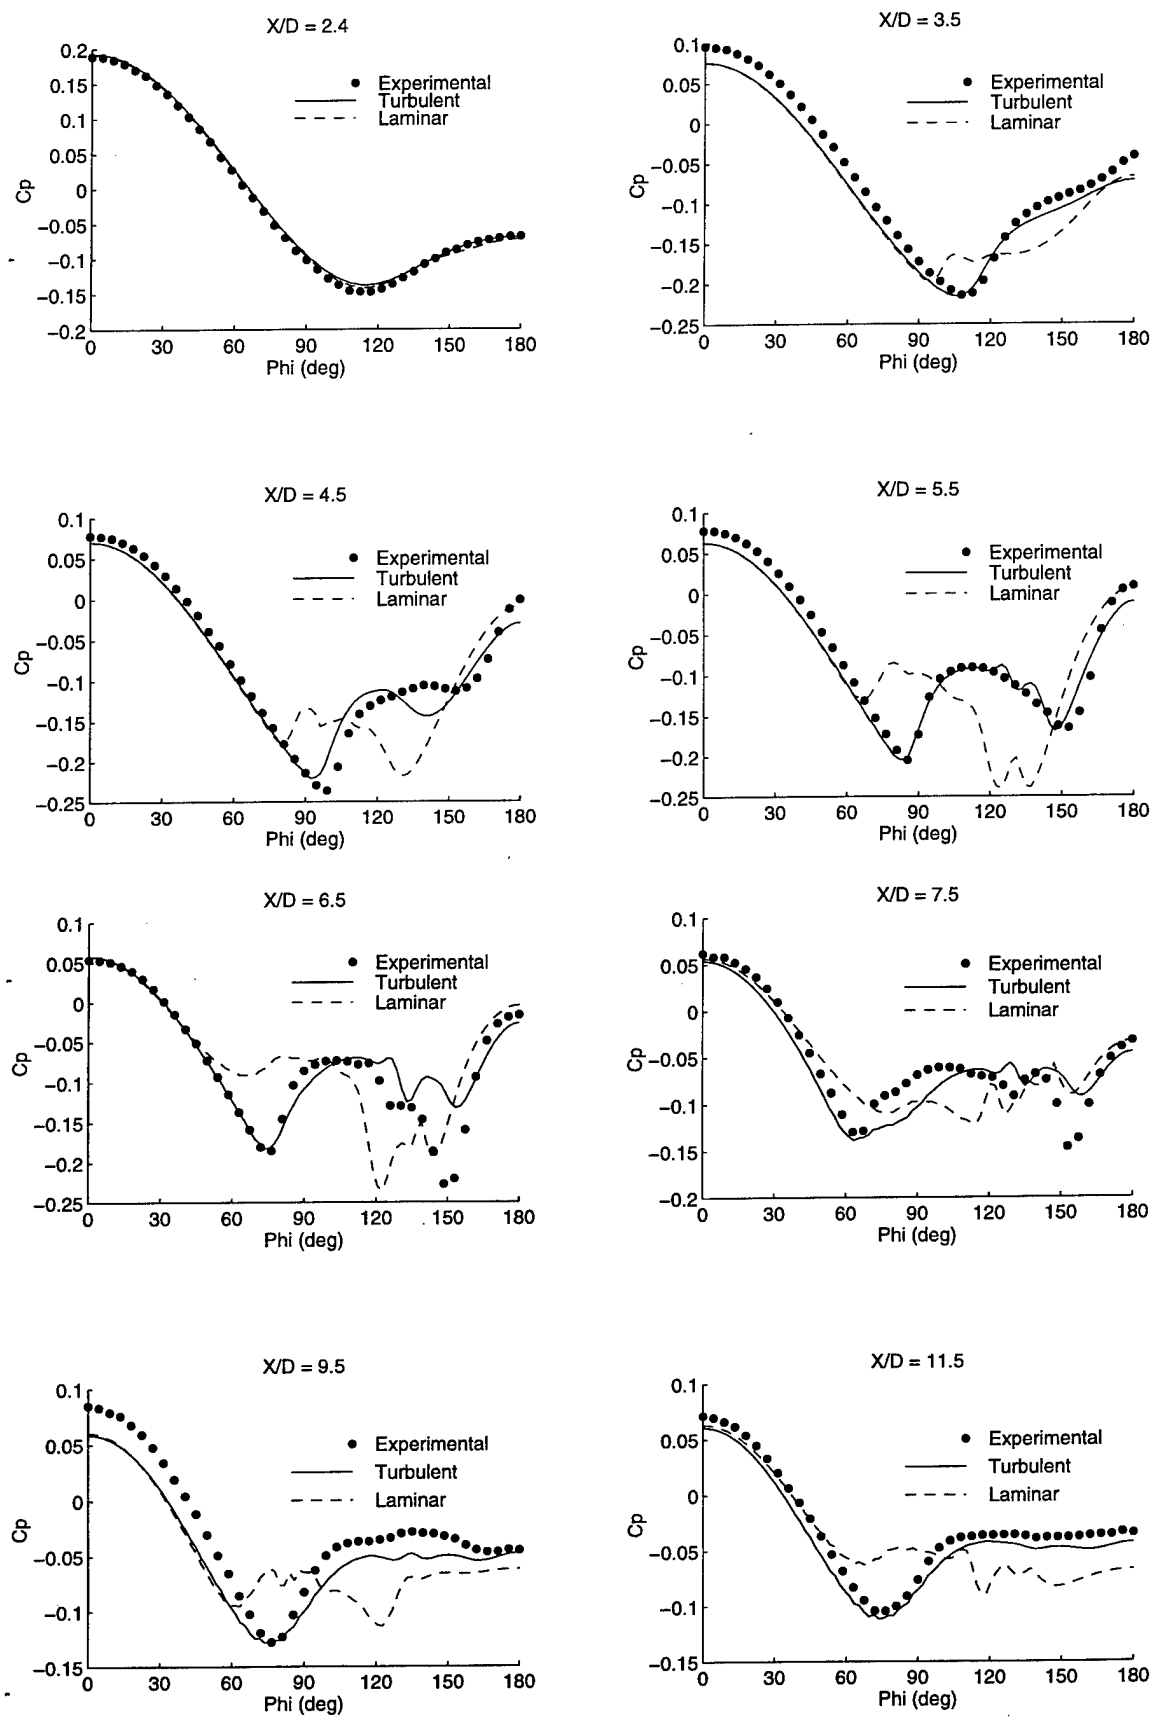 X/D = 2.4
0.2
0.15
0.1
0.05
0
−0.05
−0.1
−0.15
−0.2
Cp
Experimental
Turbulent
Laminar
0 30 60 90 120 150 180
Phi (deg)
X/D = 3.5
0.1
0.05
0
−0.05
−0.1
−0.15
−0.2
−0.25
Cp
Experimental
Turbulent
Laminar
0 30 60 90 120 150 180
Phi (deg)
X/D = 4.5
0.1
0.05
0
−0.05
−0.1
−0.15
−0.2
−0.25
Cp
Experimental
Turbulent
Laminar
0 30 60 90 120 150 180
Phi (deg)
X/D = 5.5
0.1
0.05
0
−0.05
−0.1
−0.15
−0.2
−0.25
Cp
Experimental
Turbulent
Laminar
0 30 60 90 120 150 180
Phi (deg)
X/D = 6.5
0.1
0.05
0
−0.05
−0.1
−0.15
−0.2
−0.25
Cp
Experimental
Turbulent
Laminar
0 30 60 90 120 150 180
Phi (deg)
X/D = 7.5
0.1
0.05
0
−0.05
−0.1
−0.15
−0.2
Cp
Experimental
Turbulent
Laminar
0 30 60 90 120 150 180
Phi (deg)
X/D = 9.5
0.1
0.05
0
−0.05
−0.1
−0.15
Cp
Experimental
Turbulent
Laminar
0 30 60 90 120 150 180
Phi (deg)
X/D = 11.5
0.1
0.05
0
−0.05
−0.1
−0.15
Cp
Experimental
Turbulent
Laminar
0 30 60 90 120 150 180
Phi (deg)